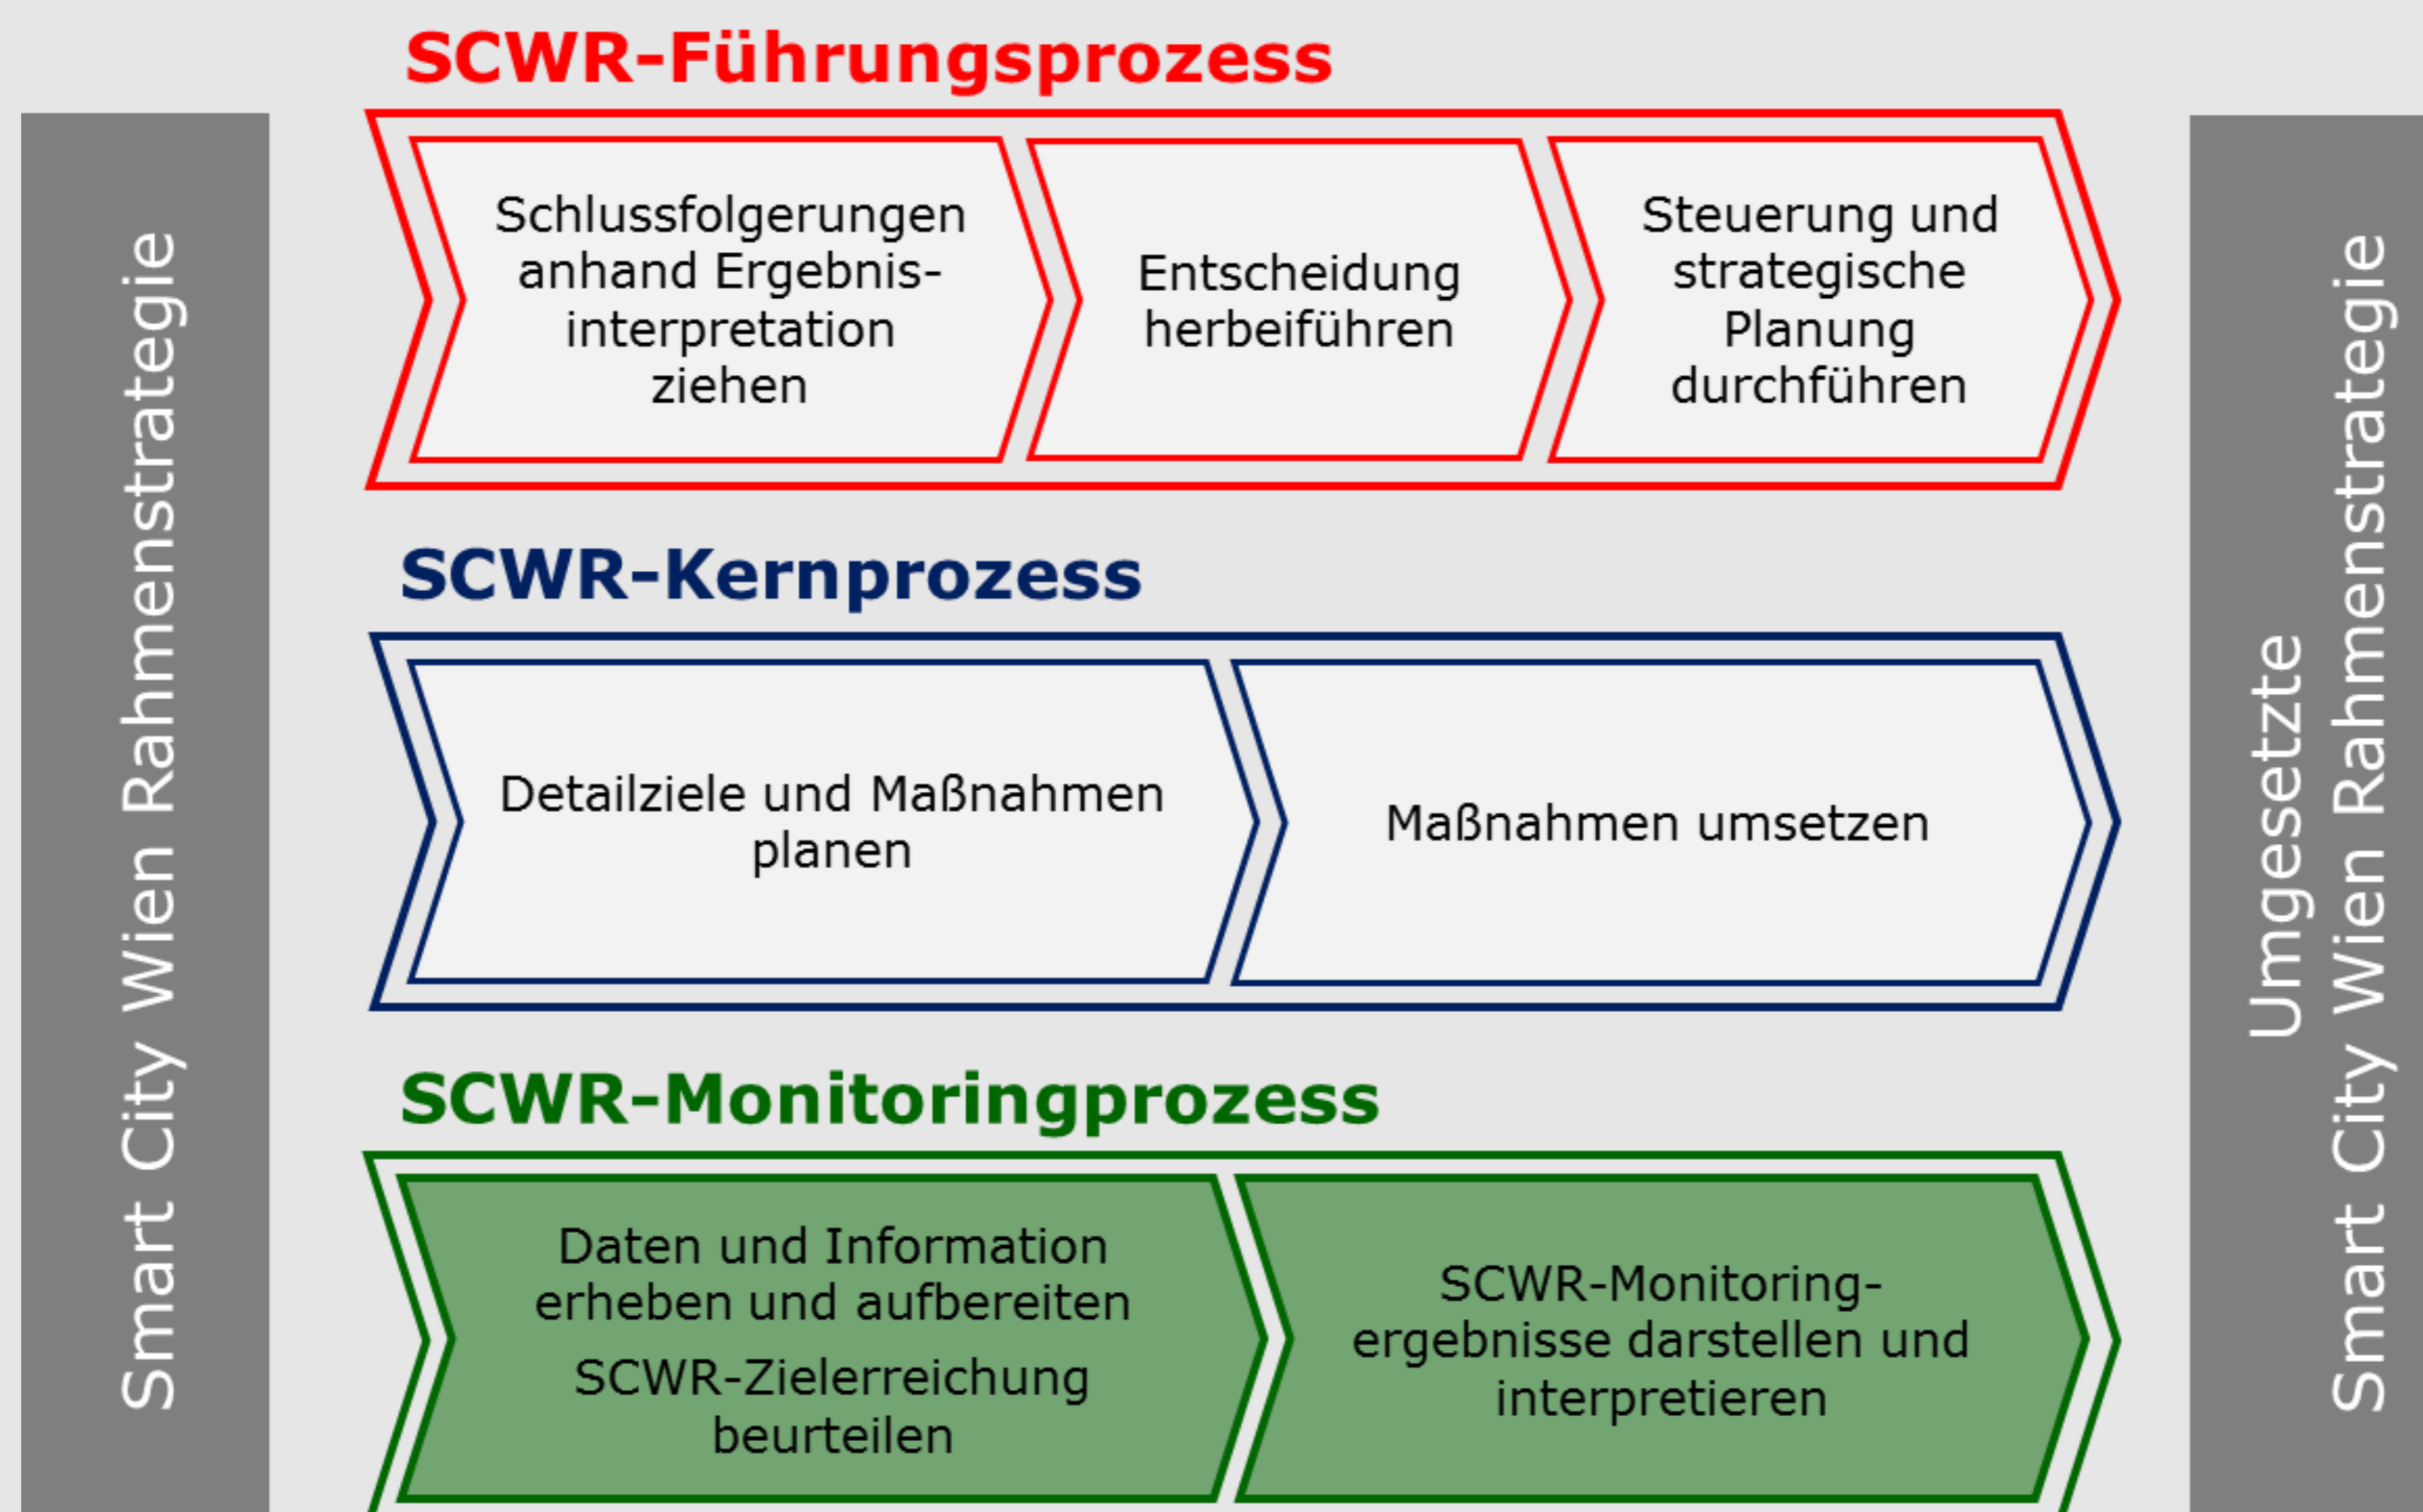 SCWR-Führungsprozess
Smart City Wien Rahmenstrategie
Schlussfolgerungen
anhand Ergebnis-
interpretation
ziehen
Entscheidung
herbeiführen
Steuerung und
strategische
Planung
durchführen
SCWR-Kernprozess
Detailziele und Maßnahmen
planen
Maßnahmen umsetzen
SCWR-Monitoringprozess
Daten und Information
erheben und aufbereiten
SCWR-Zielerreichung
beurteilen
SCWR-Monitoring-
ergebnisse darstellen und
interpretieren
Umgesetzte
Smart City Wien Rahmenstrategie